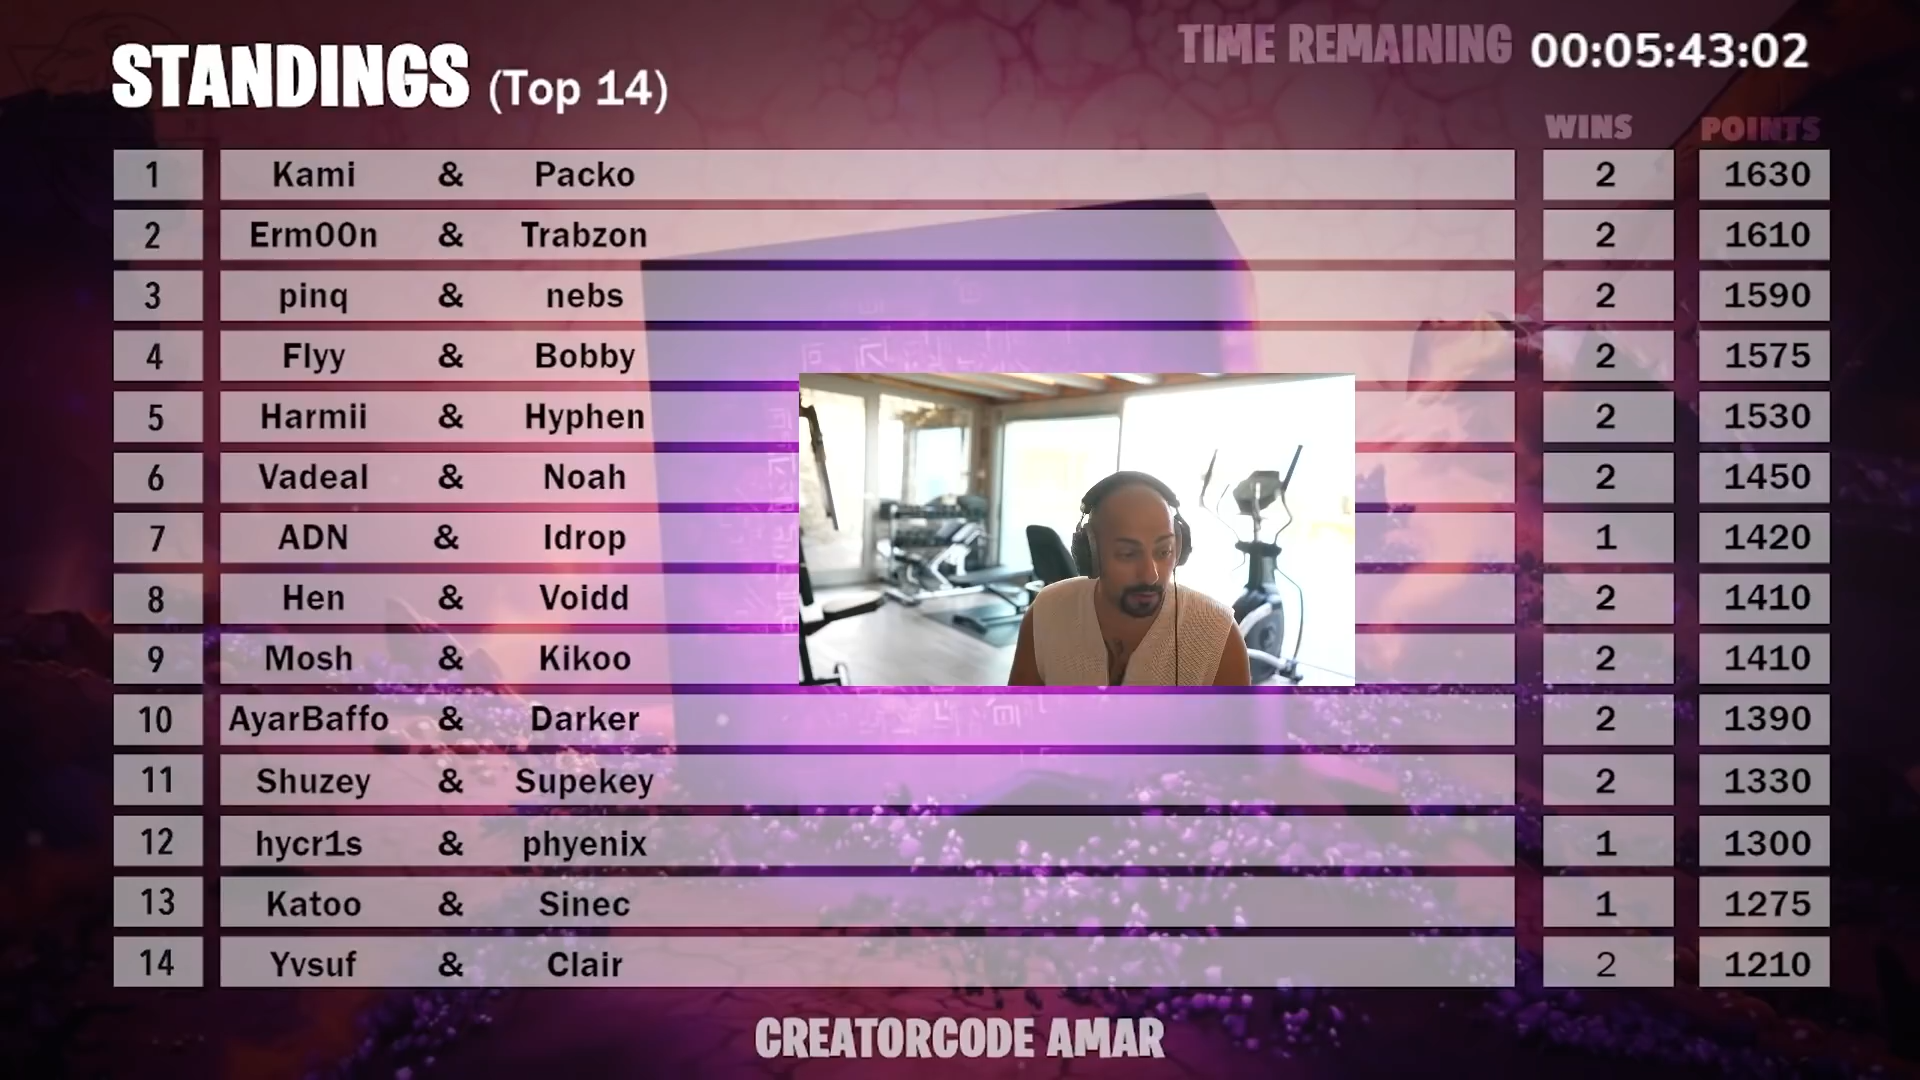 STANDINGS (Top 14)
TIME REMAINING 00:05:43:02
WINS POINTS
1 Kami & Packo 2 1630
2 Erm00n & Trabzon 2 1610
3 pinq & nebs 2 1590
4 Flyy & Bobby 2 1575
5 Harmii & Hyphen 2 1530
6 Vadeal & Noah 2 1450
7 ADN & Idrop 1 1420
8 Hen & Voidd 2 1410
9 Mosh & Kikoo 2 1410
10 AyarBaffo & Darker 2 1390
11 Shuzey & Supekey 2 1330
12 hycr1s & phyenix 1 1300
13 Katoo & Sinec 1 1275
14 Yvsuf & Clair 2 1210
CREATORCODE AMAR